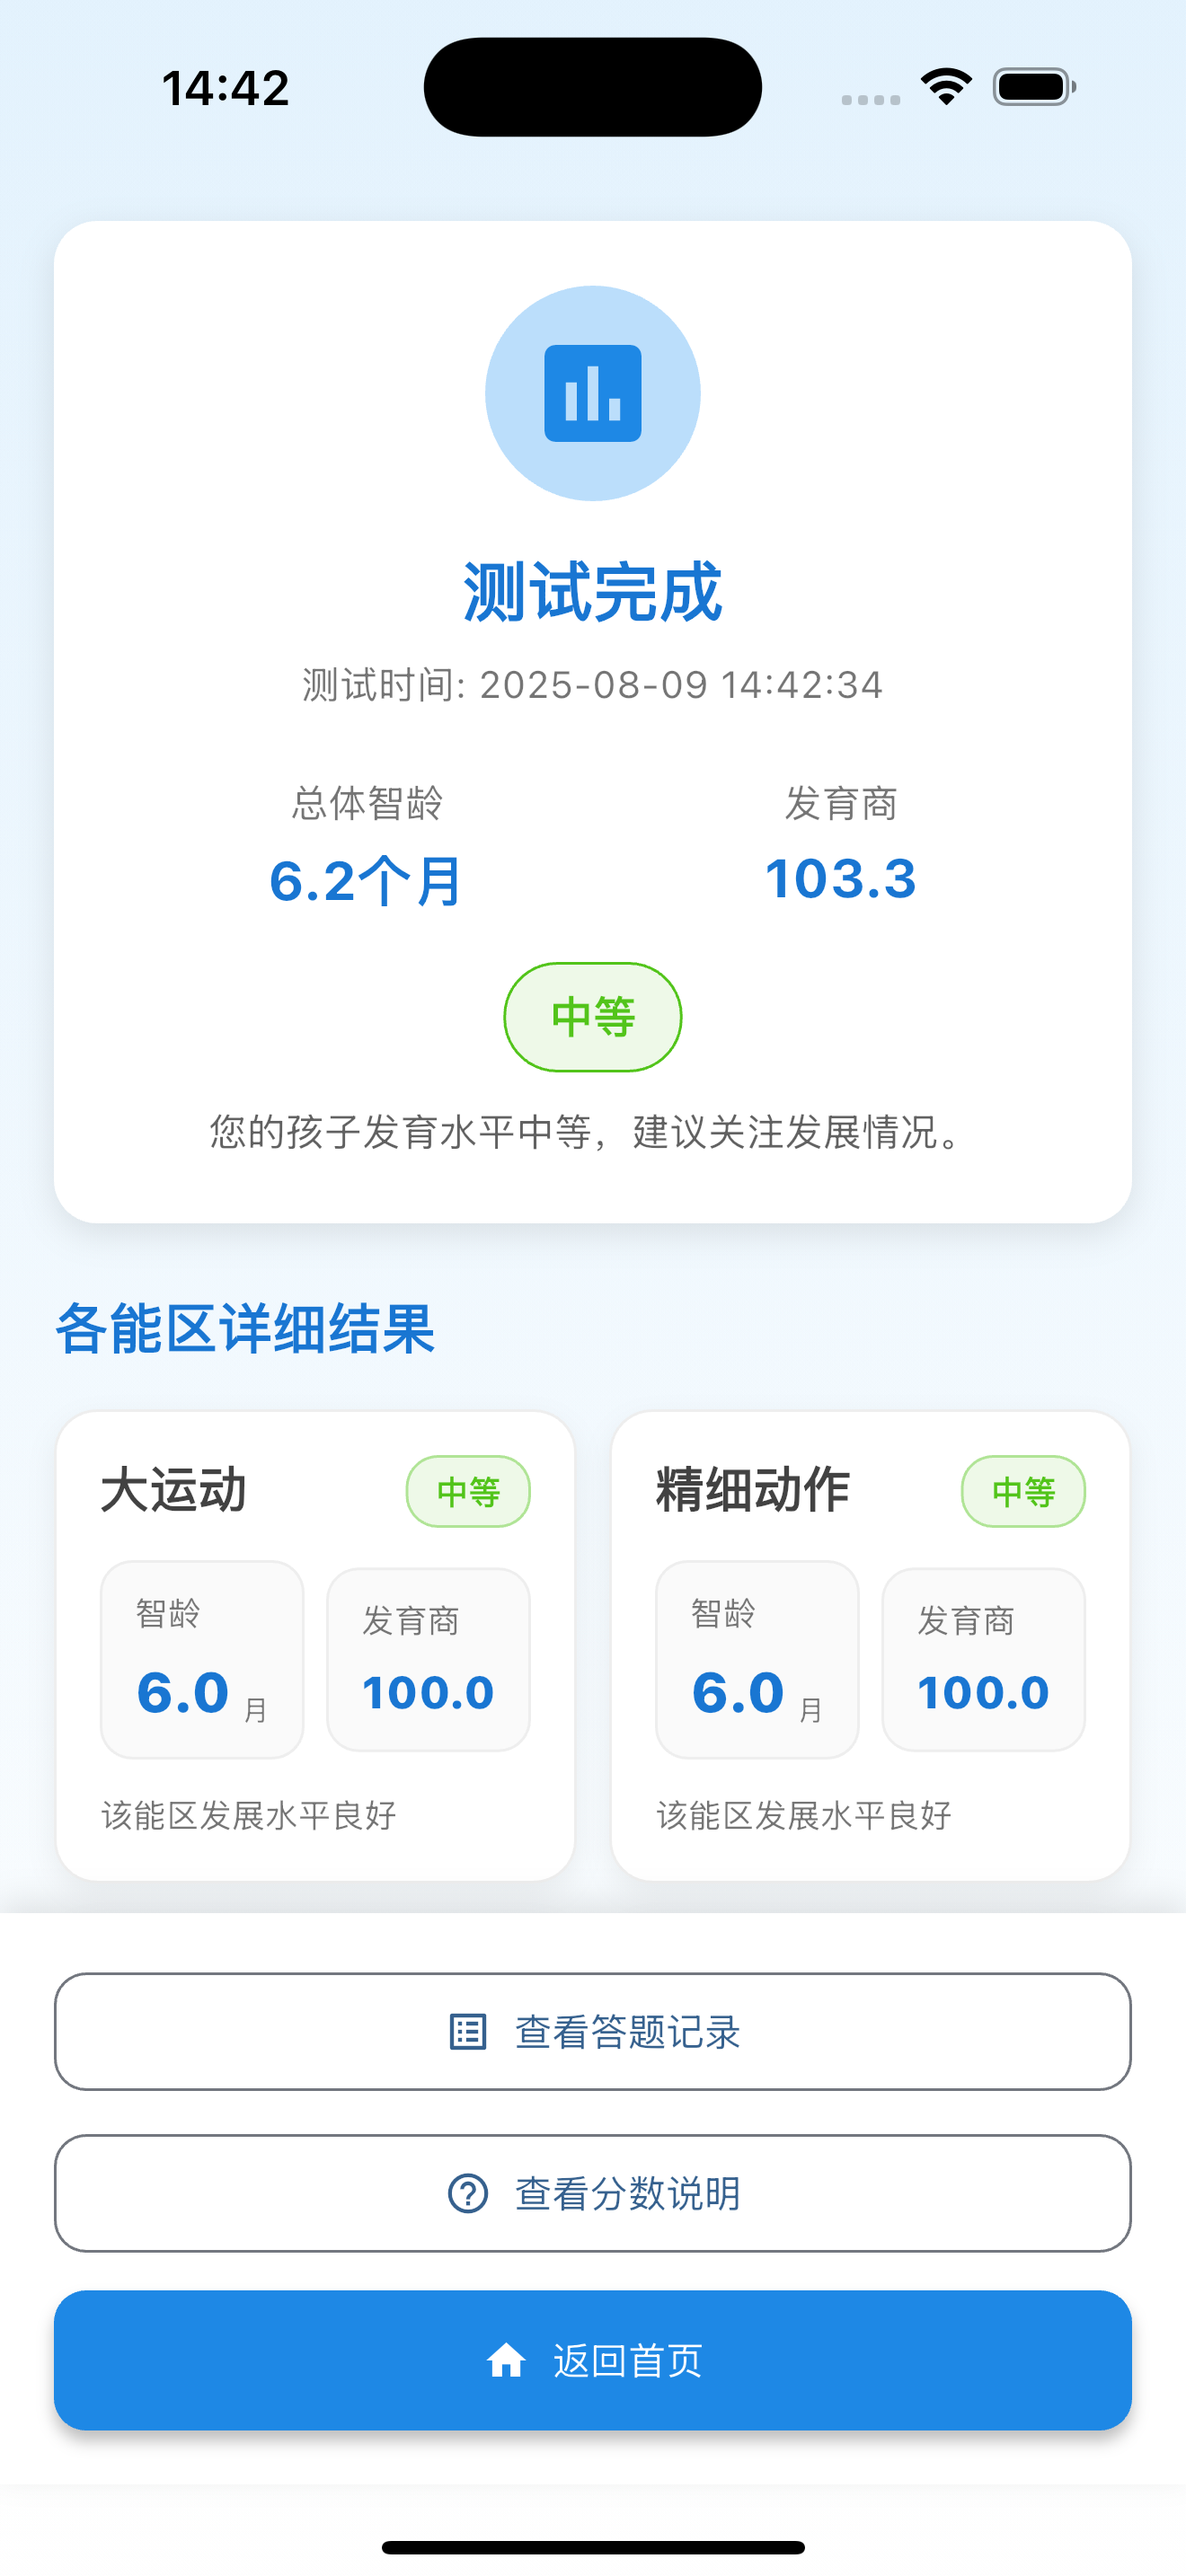 14:42
测试完成
测试时间: 2025-08-09 14:42:34
总体智龄 发育商
6.2个月 103.3
中等
您的孩子发育水平中等，建议关注发展情况。
各能区详细结果
大运动 中等
智龄 发育商
6.0 月 100.0
该能区发展水平良好
精细动作 中等
智龄 发育商
6.0 月 100.0
该能区发展水平良好
查看答题记录
查看分数说明
返回首页